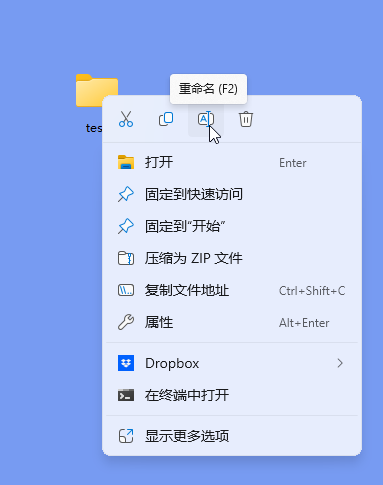 重命名 (F2)
打开 Enter
固定到快速访问
固定到“开始”
压缩为 ZIP 文件
复制文件地址 Ctrl+Shift+C
属性 Alt+Enter
Dropbox
在终端中打开
显示更多选项